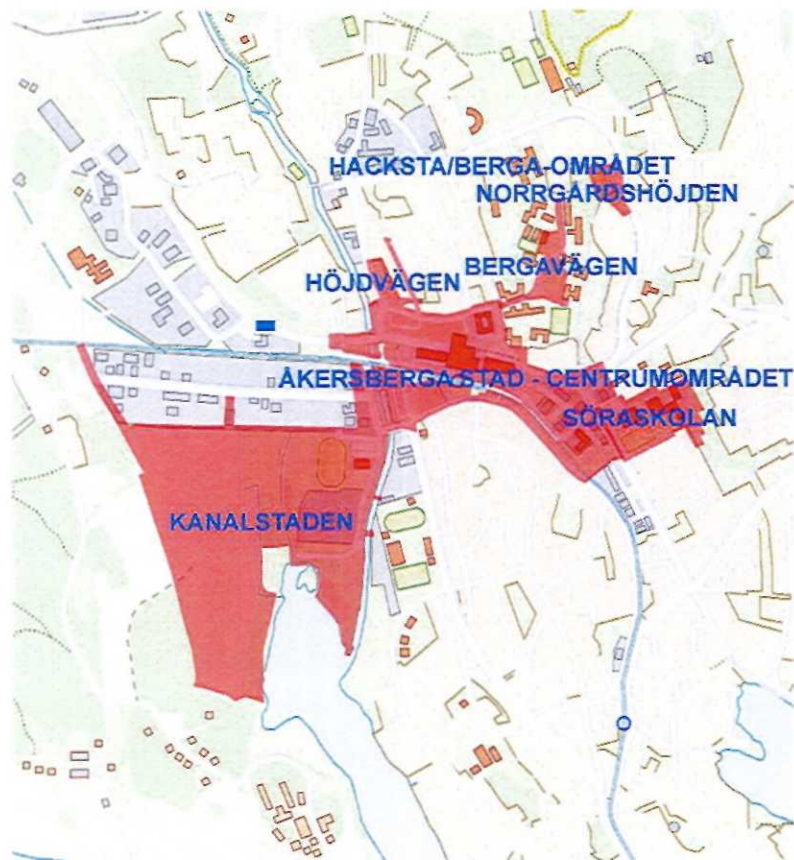 HACKSTA/BERGA-OMRÅDET
NORRGÅRDSHÖJDEN
BERGAVÄGEN
HÖJDVÄGEN
ÅKERSBERGA STAD - CENTRUMOMRÅDET
SÖRASKOLAN
KANALSTADEN